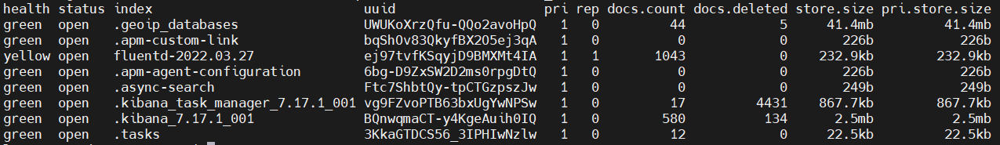 health status index uuid pri rep docs.count docs.deleted store.size pri.store.size
green open .geoip_databases UWUKoXrzQfu-QQo2avoHpQ 1 0 44 5 41.4mb 41.4mb
green open .apm-custom-link bqShOv83QkyfBX2O5ej3qA 1 0 0 0 226b 226b
yellow open fluentd-2022.03.27 ej97tvfKSqyjD9BMXMt4IA 1 1 1043 0 232.9kb 232.9kb
green open .apm-agent-configuration 6bg-D9ZxSW2D2ms0rpgDtQ 1 0 0 0 226b 226b
green open .async-search Ftc7ShbtQy-tpCTGzpszJw 1 0 0 0 249b 249b
green open .kibana_task_manager_7.17.1_001 vg9FZvoPTB63bxUgYwNPSw 1 0 17 4431 867.7kb 867.7kb
green open .kibana_7.17.1_001 BQnwqmaCT-y4KgeAuih0IQ 1 0 580 134 2.5mb 2.5mb
green open .tasks 3KkaGTDCS56_3IPHIwNzlw 1 0 12 0 22.5kb 22.5kb